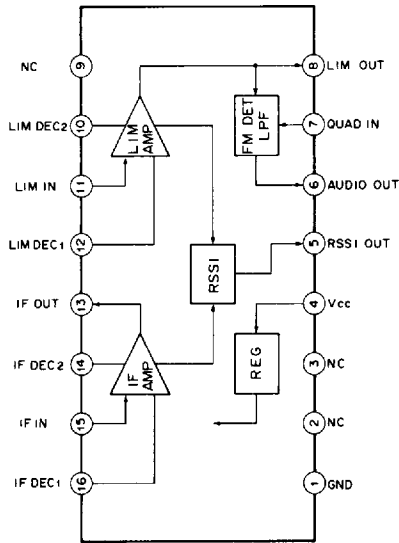 NC 9
8 LIM OUT
LIM DEC2 10
LIM AMP
FM DET LPF
7 QUAD IN
LIM IN 11
6 AUDIO OUT
LIM DEC1 12
5 RSSI OUT
RSSI
IF OUT 13
4 Vcc
IF DEC2 14
IF AMP
REG
3 NC
IF IN 15
2 NC
IF DEC1 16
1 GND